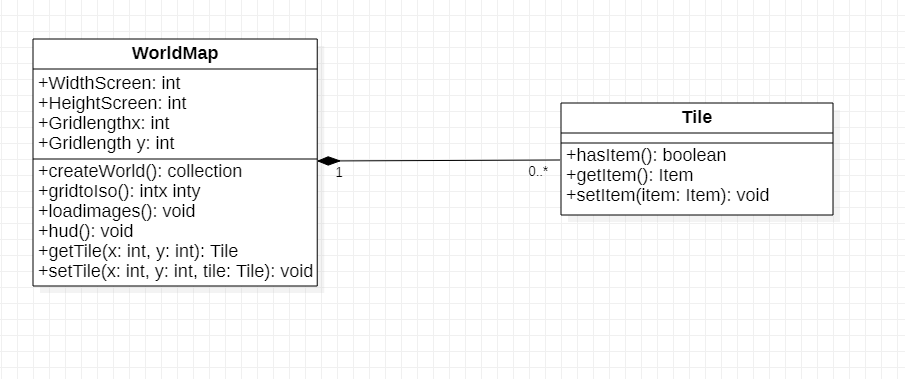 WorldMap
+WidthScreen: int
+HeightScreen: int
+Gridlengthx: int
+Gridlength y: int
+createWorld(): collection
+gridtoIso(): intx inty
+loadimages(): void
+hud(): void
+getTile(x: int, y: int): Tile
+setTile(x: int, y: int, tile: Tile): void
1
0..*
Tile
+hasItem(): boolean
+getItem(): Item
+setItem(item: Item): void